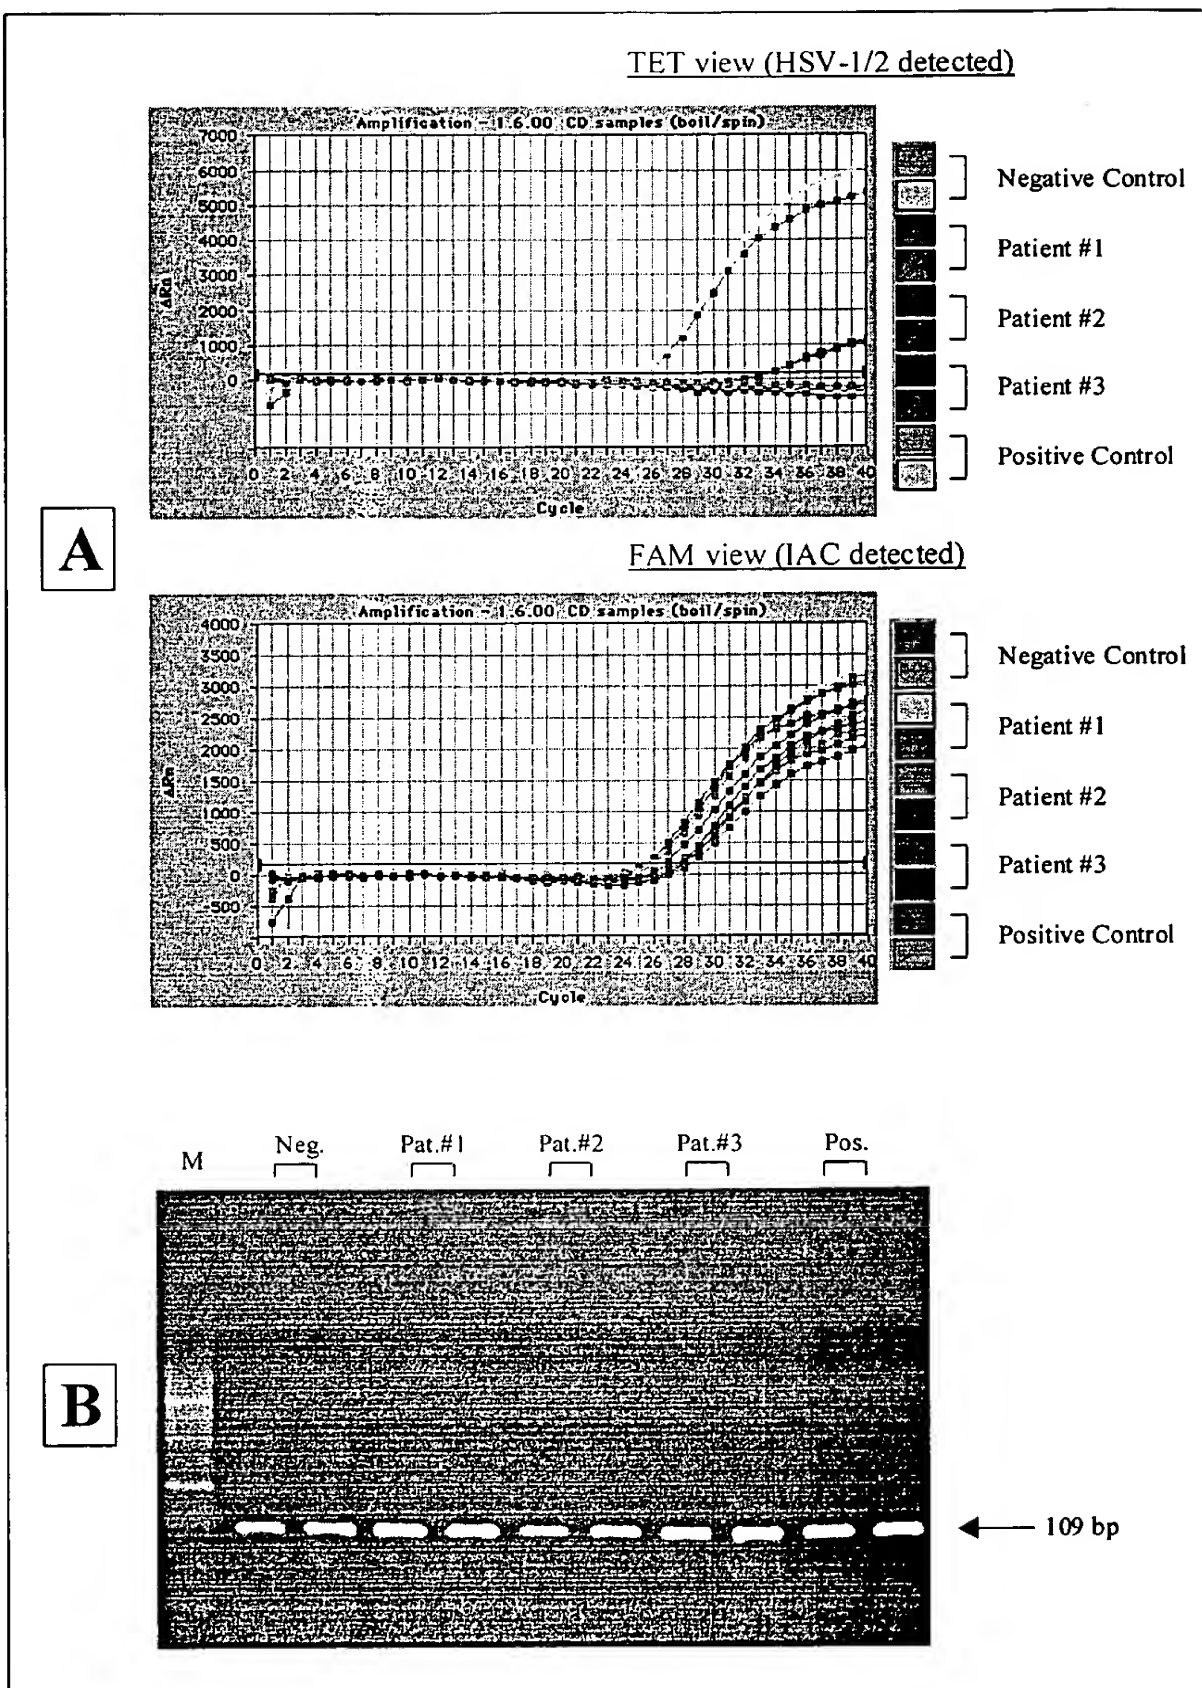 TET view (HSV-1/2 detected)
Amplification - 1.6.00 CD samples (boil/spin)
7000
6000
5000
4000
3000
2000
1000
0
ΔRn
0 2 4 6 8 10 12 14 16 18 20 22 24 26 28 30 32 34 36 38 40
Cycle
Negative Control
Patient #1
Patient #2
Patient #3
Positive Control
A
FAM view (IAC detected)
Amplification - 1.6.00 CD samples (boil/spin)
4000
3500
3000
2500
2000
1500
1000
500
0
-500
ΔRn
0 2 4 6 8 10 12 14 16 18 20 22 24 26 28 30 32 34 36 38 40
Cycle
Negative Control
Patient #1
Patient #2
Patient #3
Positive Control
M Neg. Pat.#1 Pat.#2 Pat.#3 Pos.
B
109 bp